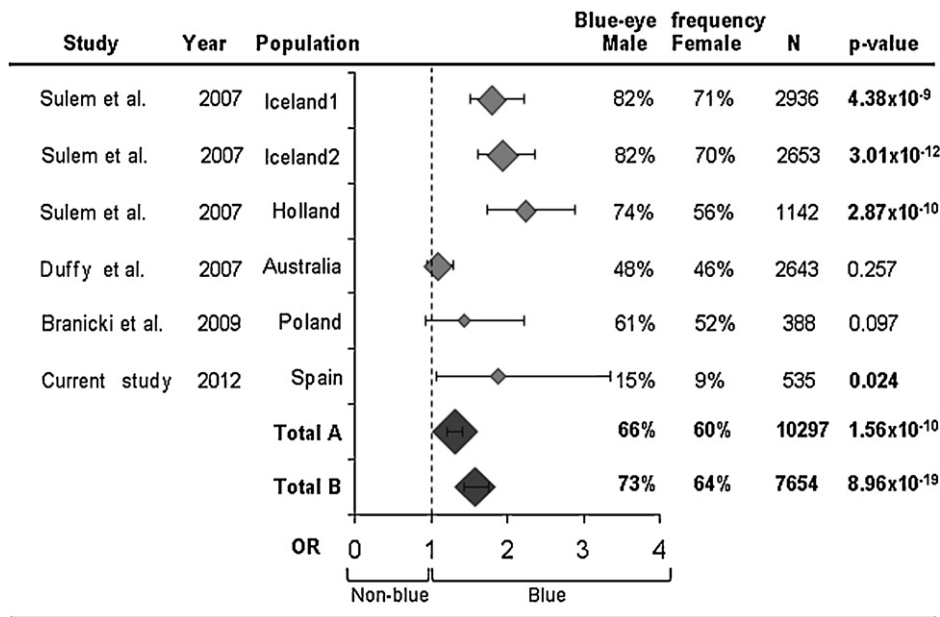 Blue-eye frequency
Study Year Population Male Female N p-value
Sulem et al. 2007 Iceland1 82% 71% 2936 4.38x10-9
Sulem et al. 2007 Iceland2 82% 70% 2653 3.01x10-12
Sulem et al. 2007 Holland 74% 56% 1142 2.87x10-10
Duffy et al. 2007 Australia 48% 46% 2643 0.257
Branicki et al. 2009 Poland 61% 52% 388 0.097
Current study 2012 Spain 15% 9% 535 0.024
Total A 66% 60% 10297 1.56x10-10
Total B 73% 64% 7654 8.96x10-19
OR 0 1 2 3 4
Non-blue Blue